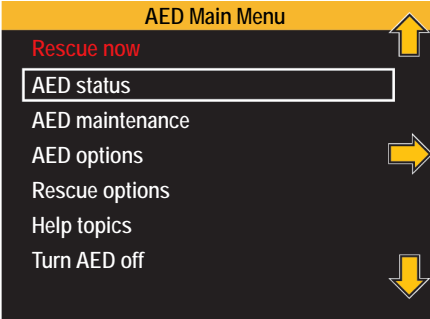 AED Main Menu
Rescue now
AED status
AED maintenance
AED options
Rescue options
Help topics
Turn AED off